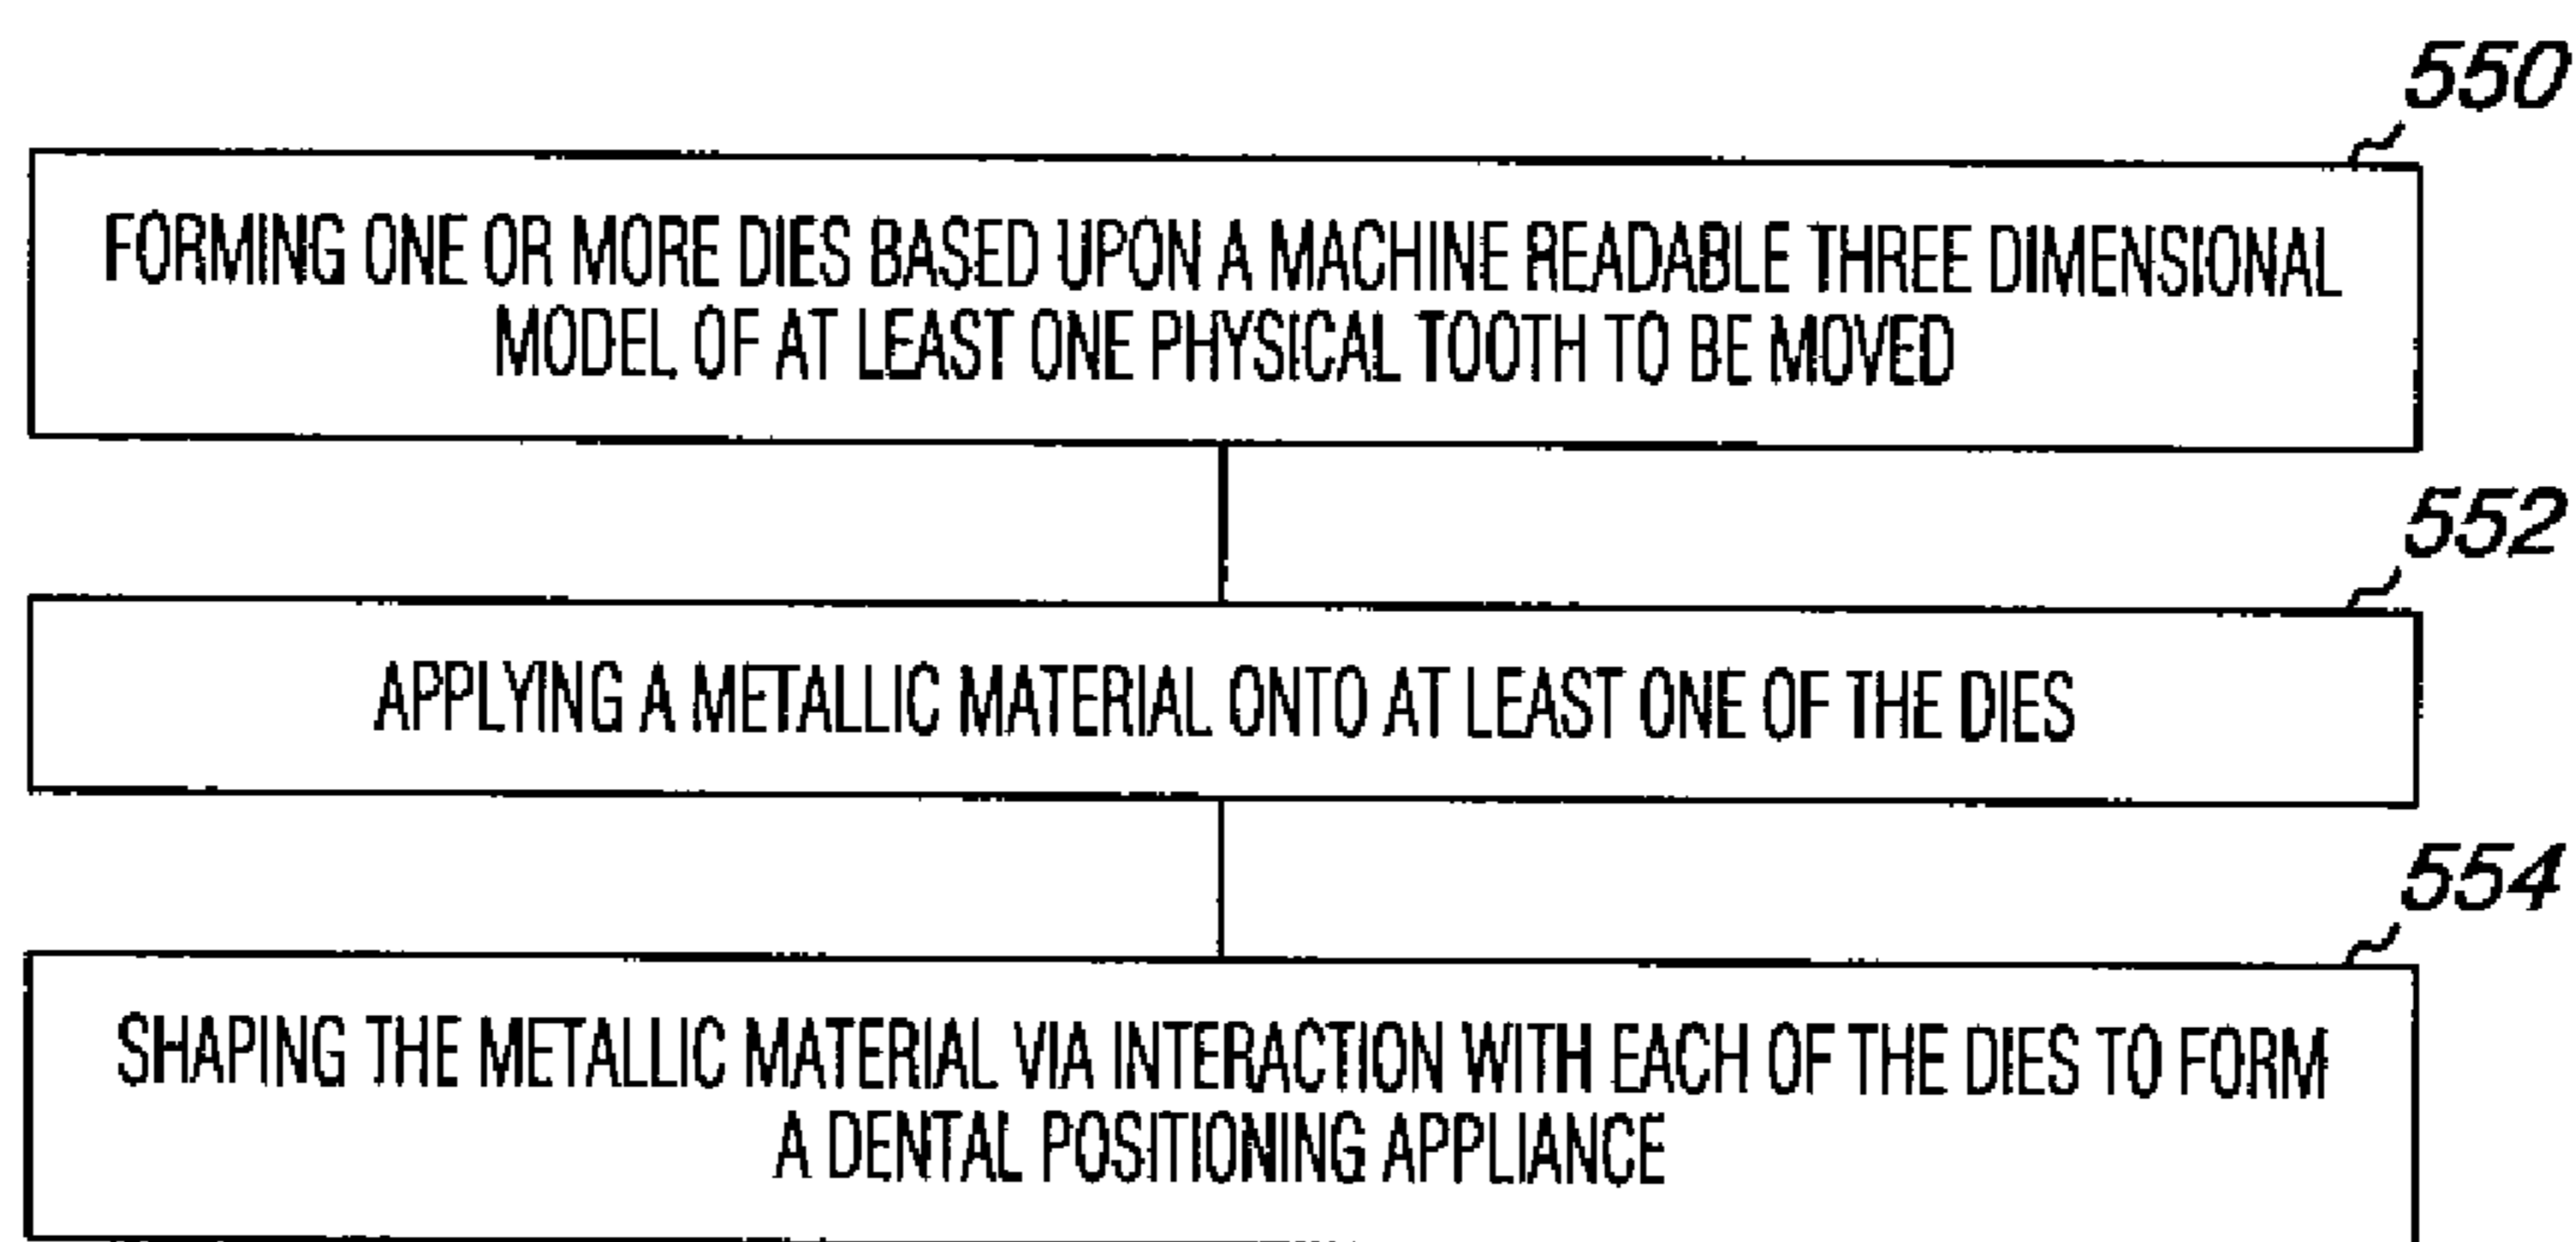 550
FORMING ONE OR MORE DIES BASED UPON A MACHINE READABLE THREE DIMENSIONAL
MODEL OF AT LEAST ONE PHYSICAL TOOTH TO BE MOVED
552
APPLYING A METALLIC MATERIAL ONTO AT LEAST ONE OF THE DIES
554
SHAPING THE METALLIC MATERIAL VIA INTERACTION WITH EACH OF THE DIES TO FORM
A DENTAL POSITIONING APPLIANCE